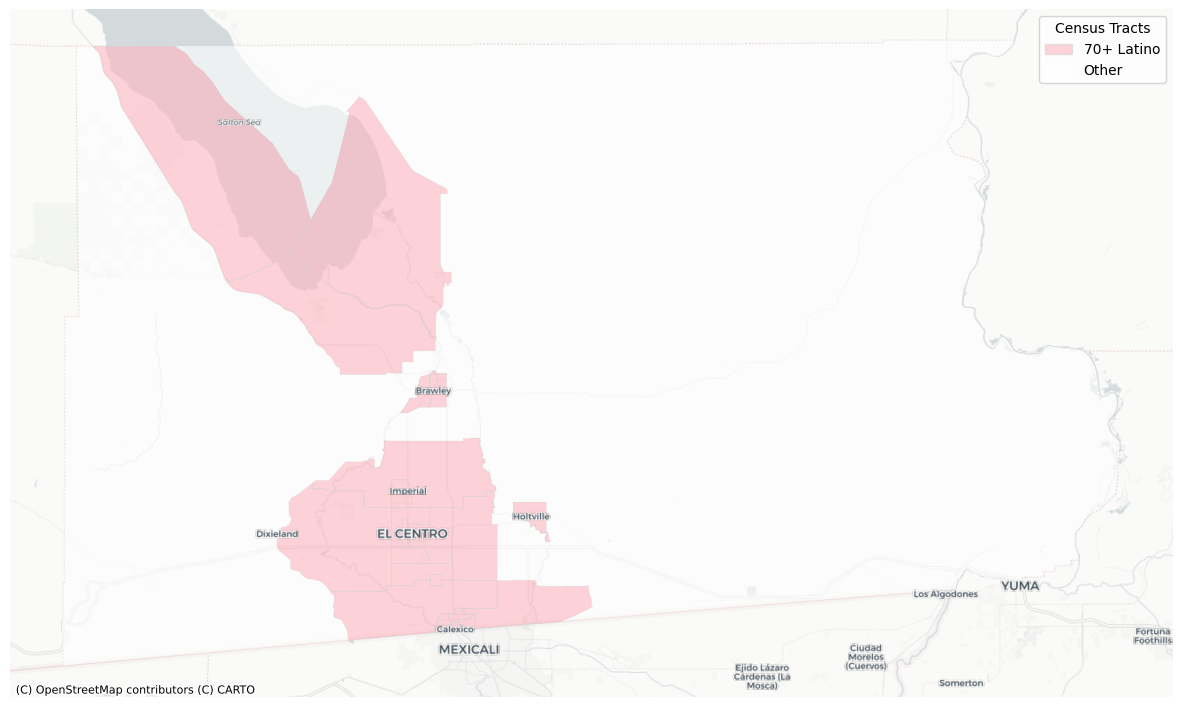 Census Tracts
70+ Latino
Other
Salton Sea
Brawley
Imperial
Holtville
Dixieland
EL CENTRO
YUMA
Los Algodones
Calexico
MEXICALI
Fortuna
Foothills
Ciudad
Morelos
(Cuervos)
Ejido Lázaro
Cárdenas (La
Mosca)
Somerton
(C) OpenStreetMap contributors (C) CARTO